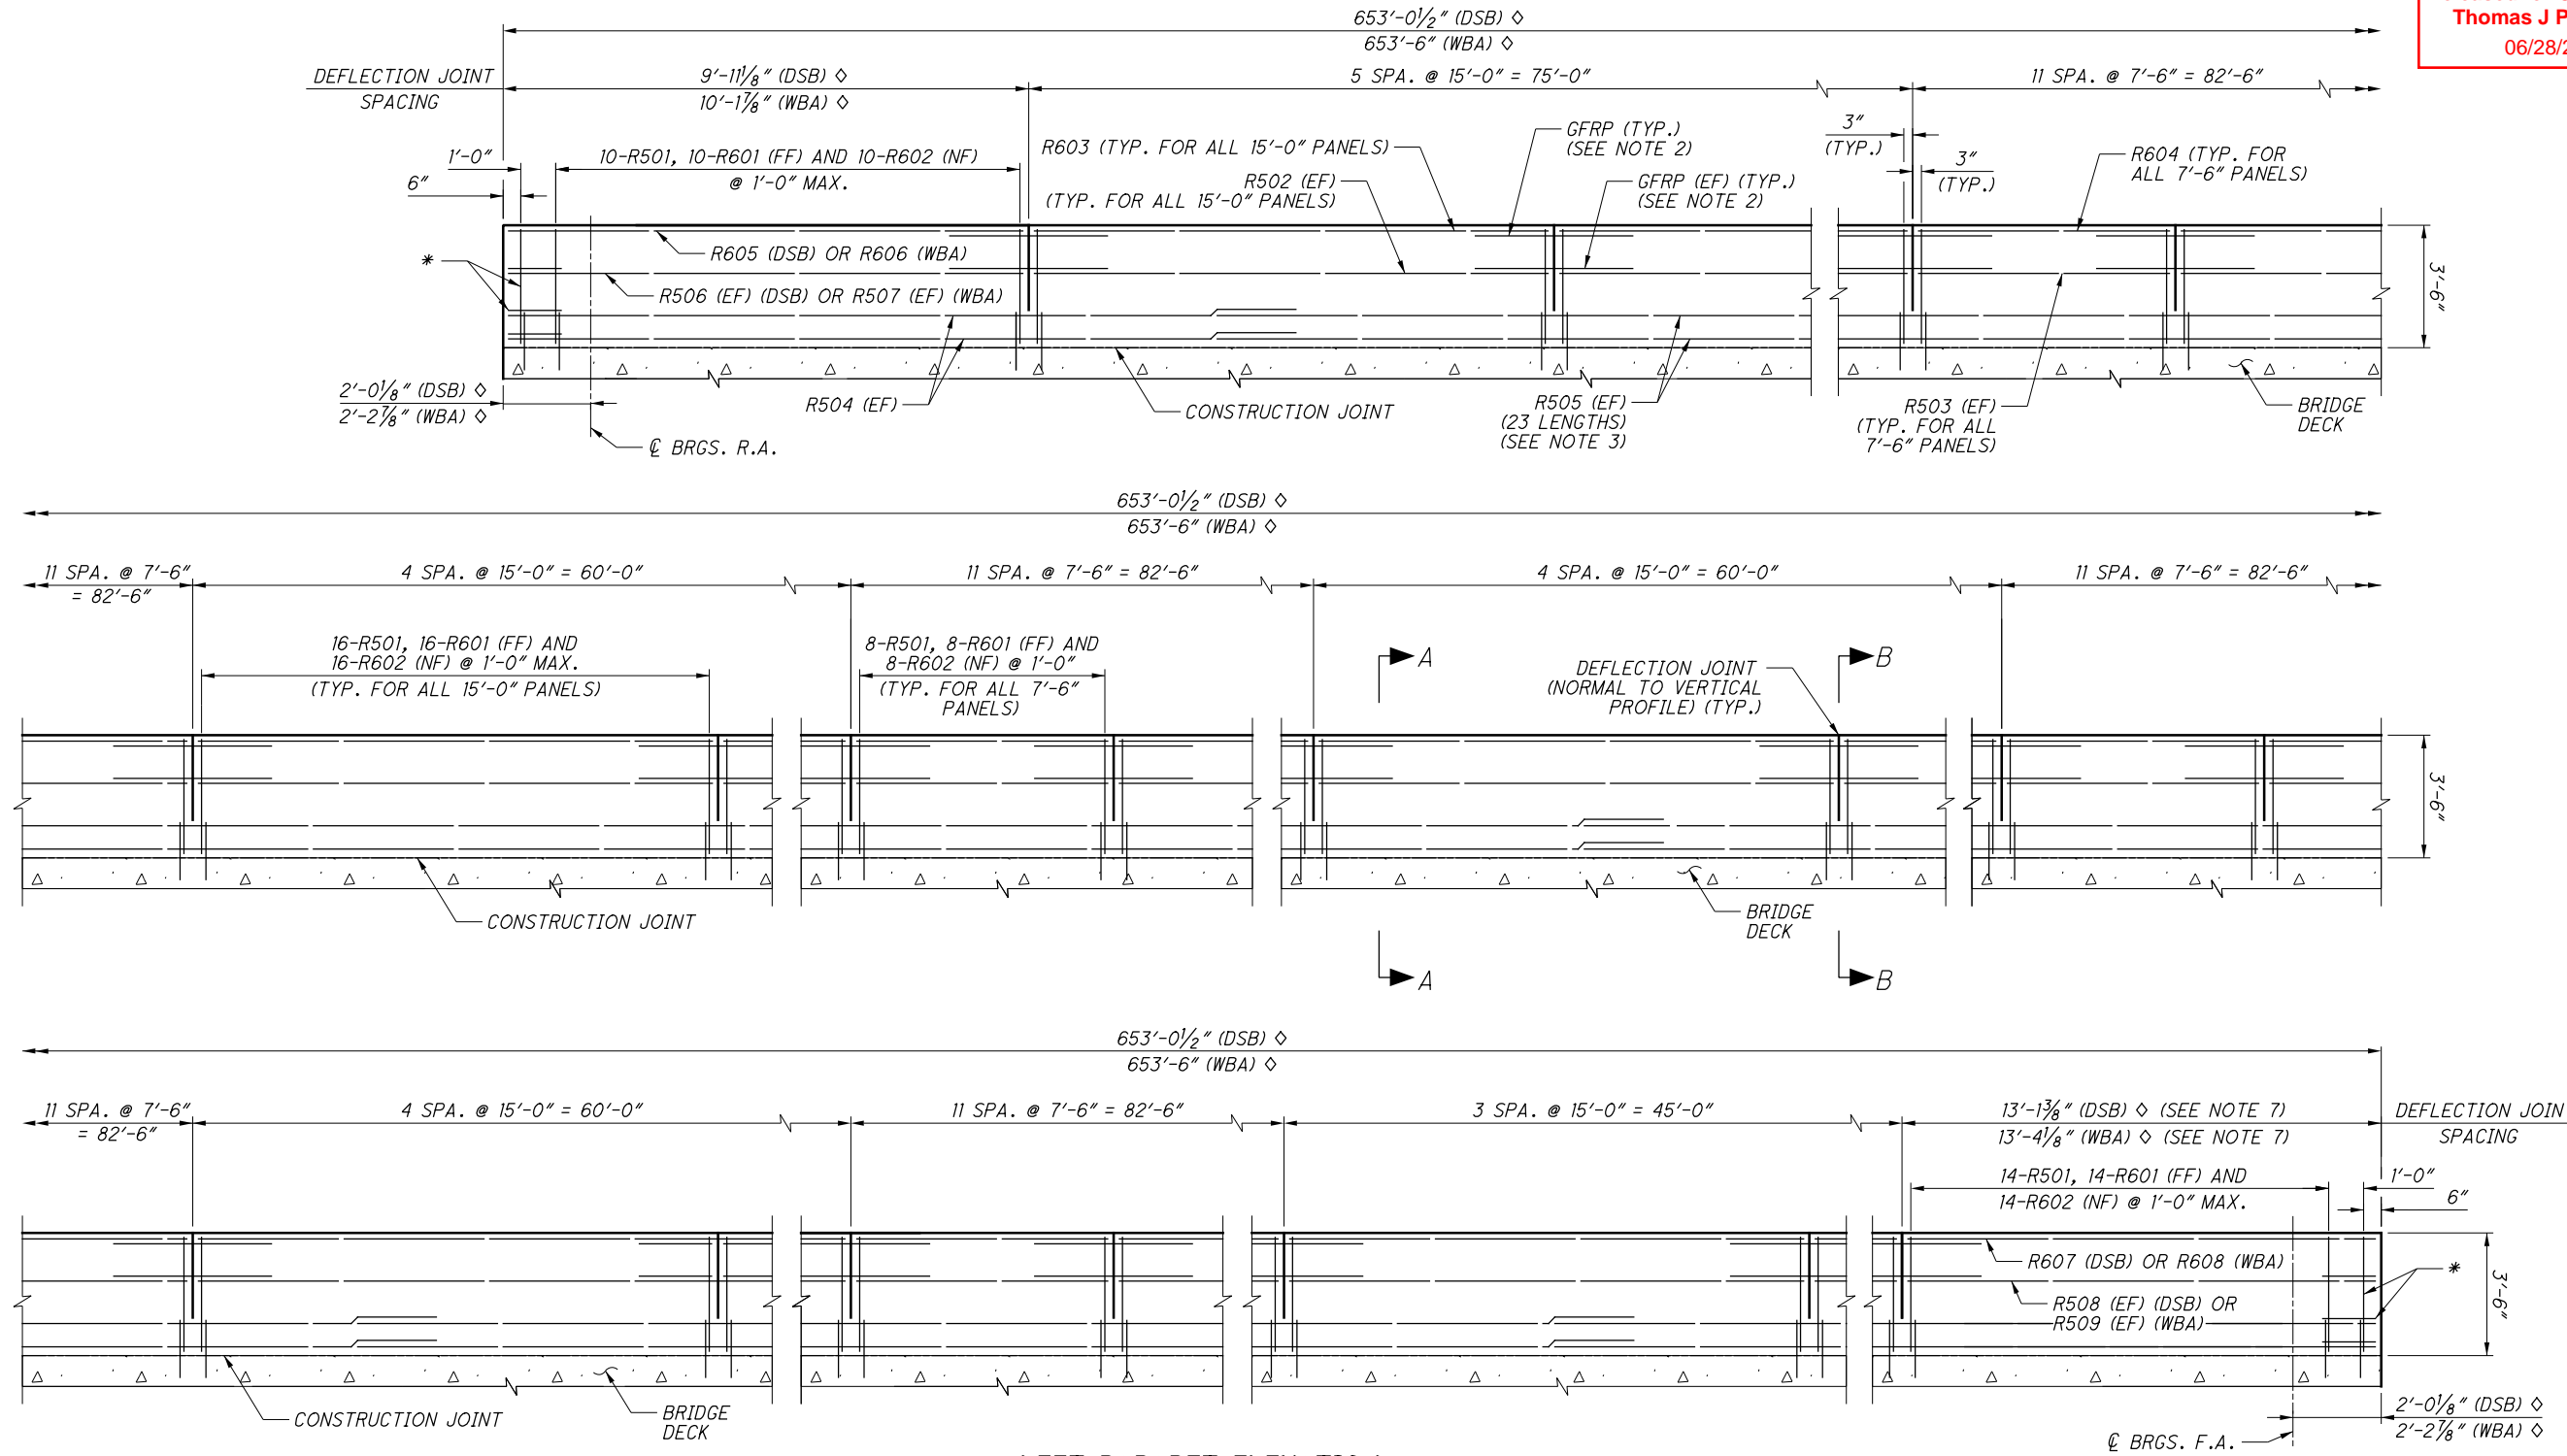 Thomas J P
06/28/2
653'-0½" (DSB) ◊
653'-6" (WBA) ◊
DEFLECTION JOINT
SPACING
9'-11⅛" (DSB) ◊
10'-1⅞" (WBA) ◊
5 SPA. @ 15'-0" = 75'-0"
11 SPA. @ 7'-6" = 82'-6"
1'-0"
6"
10-R501, 10-R601 (FF) AND 10-R602 (NF)
@ 1'-0" MAX.
R603 (TYP. FOR ALL 15'-0" PANELS)
R502 (EF)
(TYP. FOR ALL 15'-0" PANELS)
GFRP (TYP.)
(SEE NOTE 2)
GFRP (EF) (TYP.)
(SEE NOTE 2)
3"
(TYP.)
3"
(TYP.)
R604 (TYP. FOR
ALL 7'-6" PANELS)
*
R605 (DSB) OR R606 (WBA)
R506 (EF) (DSB) OR R507 (EF) (WBA)
3'-6"
2'-0⅛" (DSB) ◊
2'-2⅞" (WBA) ◊
℄ BRGS. R.A.
R504 (EF)
CONSTRUCTION JOINT
R505 (EF)
(23 LENGTHS)
(SEE NOTE 3)
R503 (EF)
(TYP. FOR ALL
7'-6" PANELS)
BRIDGE
DECK
653'-0½" (DSB) ◊
653'-6" (WBA) ◊
11 SPA. @ 7'-6"
= 82'-6"
4 SPA. @ 15'-0" = 60'-0"
11 SPA. @ 7'-6" = 82'-6"
4 SPA. @ 15'-0" = 60'-0"
11 SPA. @ 7'-6" = 82'-6"
16-R501, 16-R601 (FF) AND
16-R602 (NF) @ 1'-0" MAX.
(TYP. FOR ALL 15'-0" PANELS)
8-R501, 8-R601 (FF) AND
8-R602 (NF) @ 1'-0"
(TYP. FOR ALL 7'-6"
PANELS)
A
DEFLECTION JOINT
(NORMAL TO VERTICAL
PROFILE) (TYP.)
B
3'-6"
CONSTRUCTION JOINT
BRIDGE
DECK
A
B
653'-0½" (DSB) ◊
653'-6" (WBA) ◊
11 SPA. @ 7'-6"
= 82'-6"
4 SPA. @ 15'-0" = 60'-0"
11 SPA. @ 7'-6" = 82'-6"
3 SPA. @ 15'-0" = 45'-0"
13'-1⅜" (DSB) ◊ (SEE NOTE 7)
13'-4⅛" (WBA) ◊ (SEE NOTE 7)
DEFLECTION JOIN
SPACING
14-R501, 14-R601 (FF) AND
14-R602 (NF) @ 1'-0" MAX.
1'-0"
6"
R607 (DSB) OR R608 (WBA)
*
R508 (EF) (DSB) OR
R509 (EF) (WBA)
3'-6"
CONSTRUCTION JOINT
BRIDGE
DECK
℄ BRGS. F.A.
2'-0⅛" (DSB) ◊
2'-2⅞" (WBA) ◊